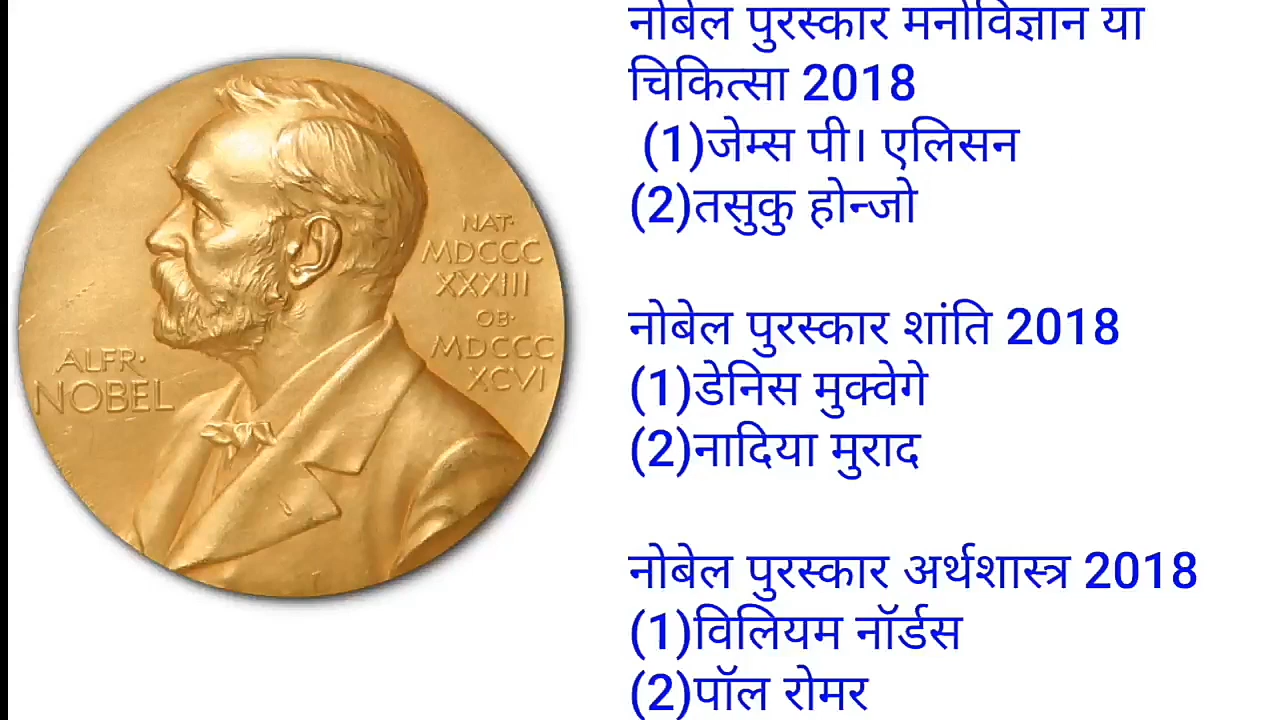 नोबेल पुरस्कार मनोविज्ञान या
चिकित्सा 2018
(1)जेम्स पी। एलिसन
(2)तसुकु होन्जो
नोबेल पुरस्कार शांति 2018
(1)डेनिस मुक्वेगे
(2)नादिया मुराद
नोबेल पुरस्कार अर्थशास्त्र 2018
(1)विलियम नॉर्डस
(2)पॉल रोमर
ALFR·
NOBEL
NAT·
MDCCC
XXXIII
OB·
MDCCC
XCVI